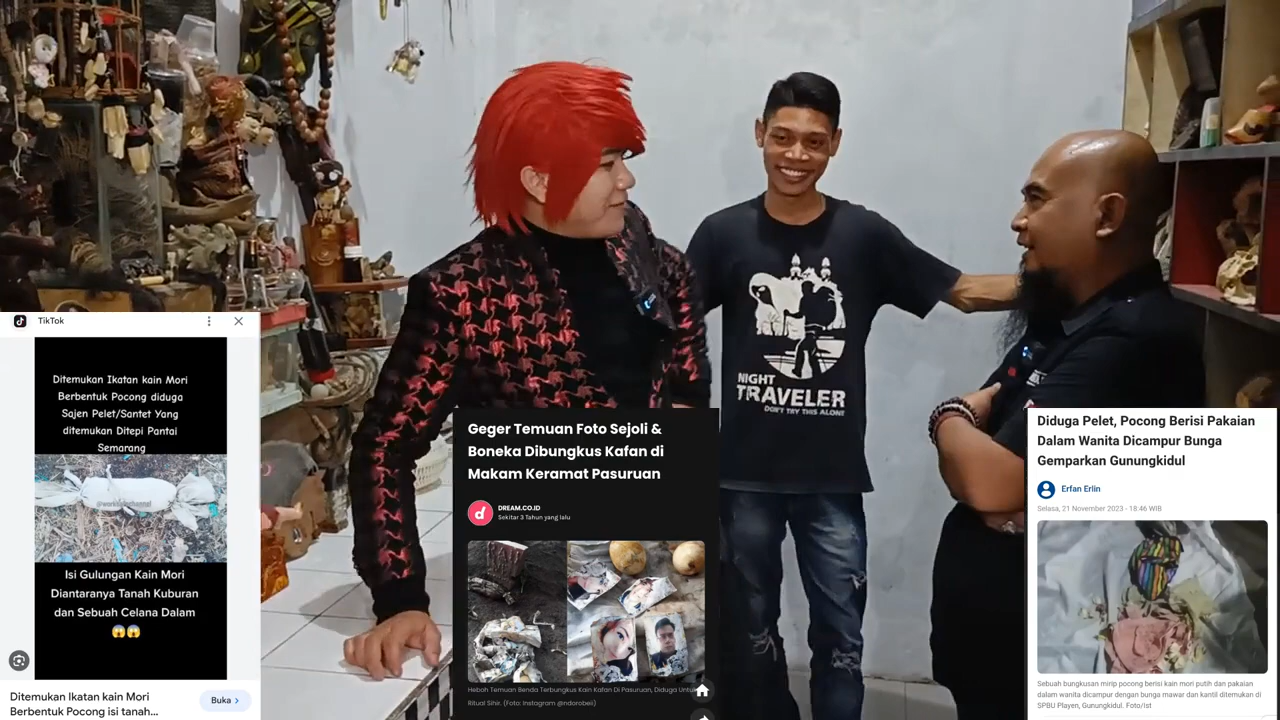 TikTok
Ditemukan Ikatan kain Mori
Berbentuk Pocong diduga
Sajen Pelet/Santet Yang
ditemukan Ditepi Pantai
Semarang
Isi Gulungan Kain Mori
Diantaranya Tanah Kuburan
dan Sebuah Celana Dalam
😱😱
Ditemukan Ikatan kain Mori
Berbentuk Pocong isi tanah...
Buka >
NIGHT
TRAVELER
DON'T TRY THIS ALONE
Geger Temuan Foto Sejoli &
Boneka Dibungkus Kafan di
Makam Keramat Pasuruan
d
DREAM.CO.ID
Sekitar 3 Tahun yang lalu
Heboh Temuan Benda Terbungkus Kain Kafan Di Pasuruan, Diduga Untuk
Ritual Sihir. (Foto: Instagram @ndorobeii)
Diduga Pelet, Pocong Berisi Pakaian
Dalam Wanita Dicampur Bunga
Gemparkan Gunungkidul
Erfan Erlin
Selasa, 21 November 2023 - 18:46 WIB
Sebuah bungkusan mirip pocong berisi kain mori putih dan pakaian
dalam wanita dicampur dengan bunga mawar dan kantil ditemukan di
SPBU Playen, Gunungkidul. Foto/Ist